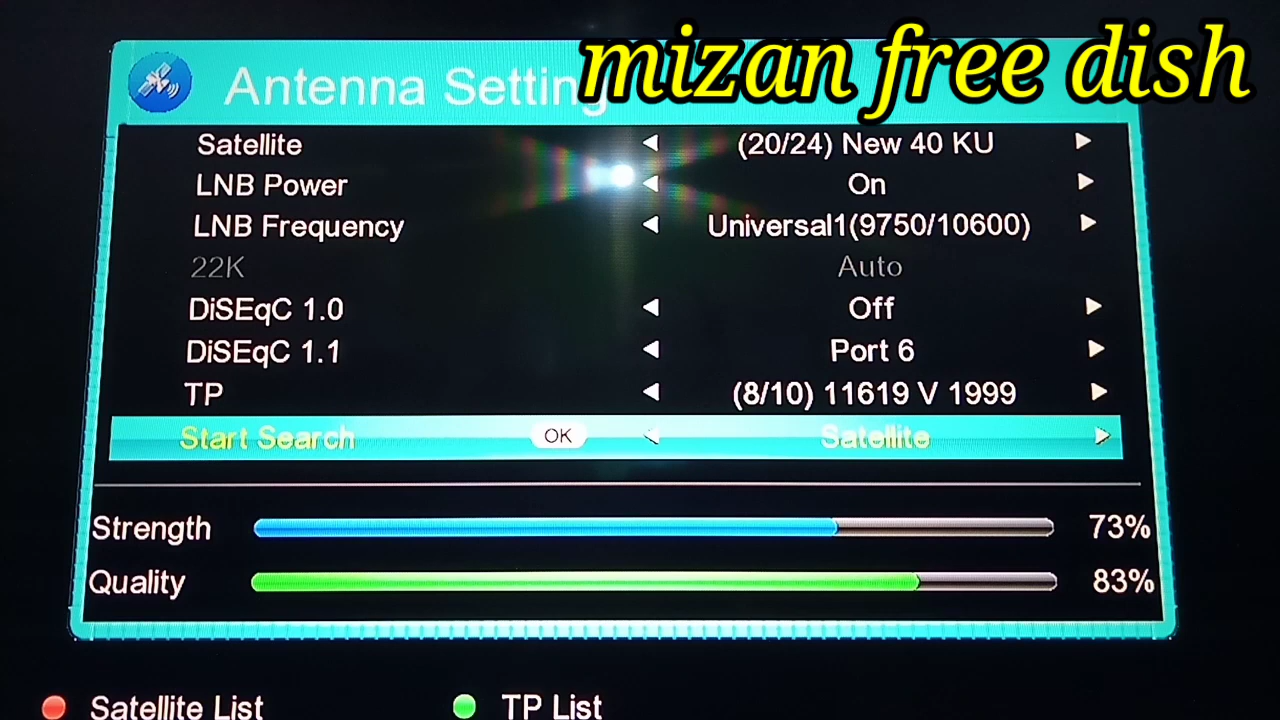 mizan free dish
Antenna Setting
Satellite (20/24) New 40 KU
LNB Power On
LNB Frequency Universal1(9750/10600)
22K Auto
DiSEqC 1.0 Off
DiSEqC 1.1 Port 6
TP (8/10) 11619 V 1999
Start Search OK Satellite
Strength 73%
Quality 83%
Satellite List TP List